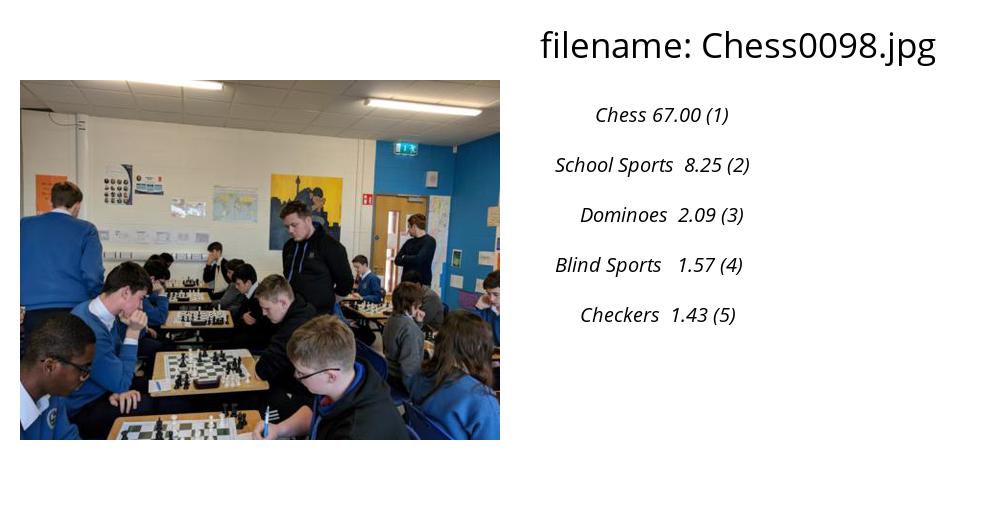 filename: Chess0098.jpg
Chess 67.00 (1)
School Sports 8.25 (2)
Dominoes 2.09 (3)
Blind Sports 1.57 (4)
Checkers 1.43 (5)